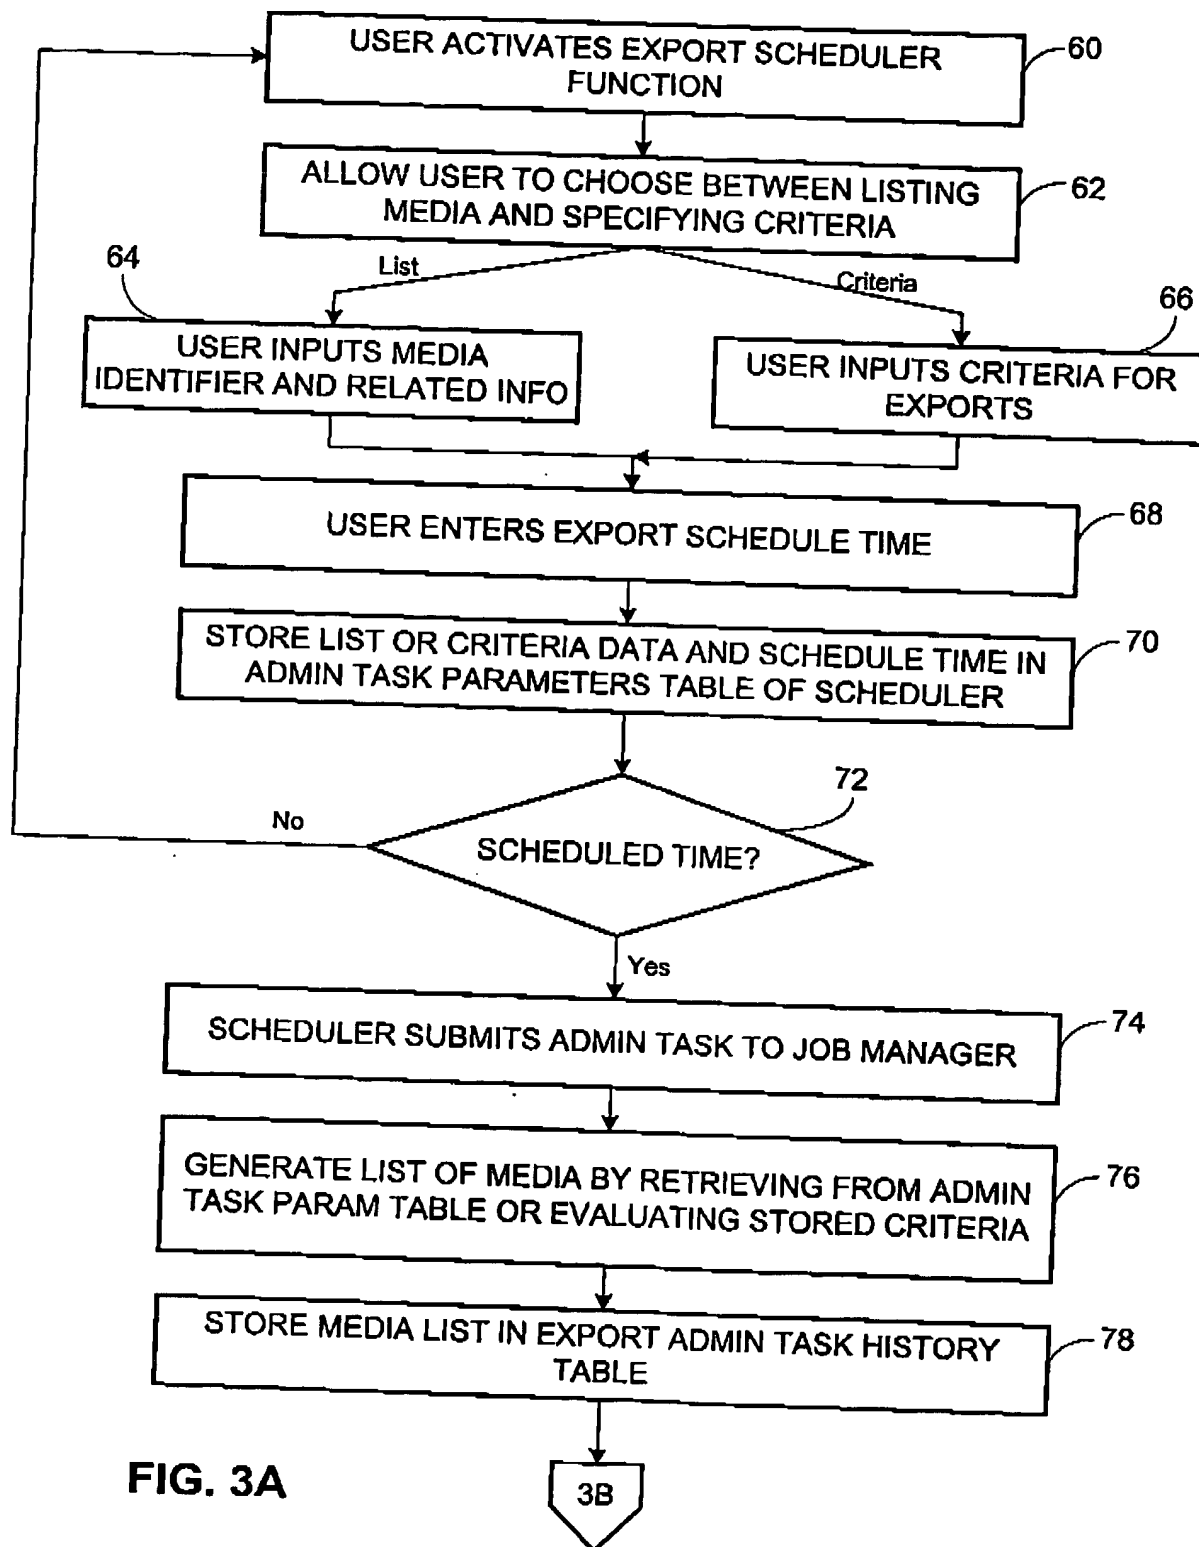 USER ACTIVATES EXPORT SCHEDULER
FUNCTION
60
ALLOW USER TO CHOOSE BETWEEN LISTING
MEDIA AND SPECIFYING CRITERIA
62
List
Criteria
64
USER INPUTS MEDIA
IDENTIFIER AND RELATED INFO
66
USER INPUTS CRITERIA FOR
EXPORTS
USER ENTERS EXPORT SCHEDULE TIME
68
STORE LIST OR CRITERIA DATA AND SCHEDULE TIME IN
ADMIN TASK PARAMETERS TABLE OF SCHEDULER
70
72
No
SCHEDULED TIME?
Yes
SCHEDULER SUBMITS ADMIN TASK TO JOB MANAGER
74
GENERATE LIST OF MEDIA BY RETRIEVING FROM ADMIN
TASK PARAM TABLE OR EVALUATING STORED CRITERIA
76
STORE MEDIA LIST IN EXPORT ADMIN TASK HISTORY
TABLE
78
FIG. 3A
3B